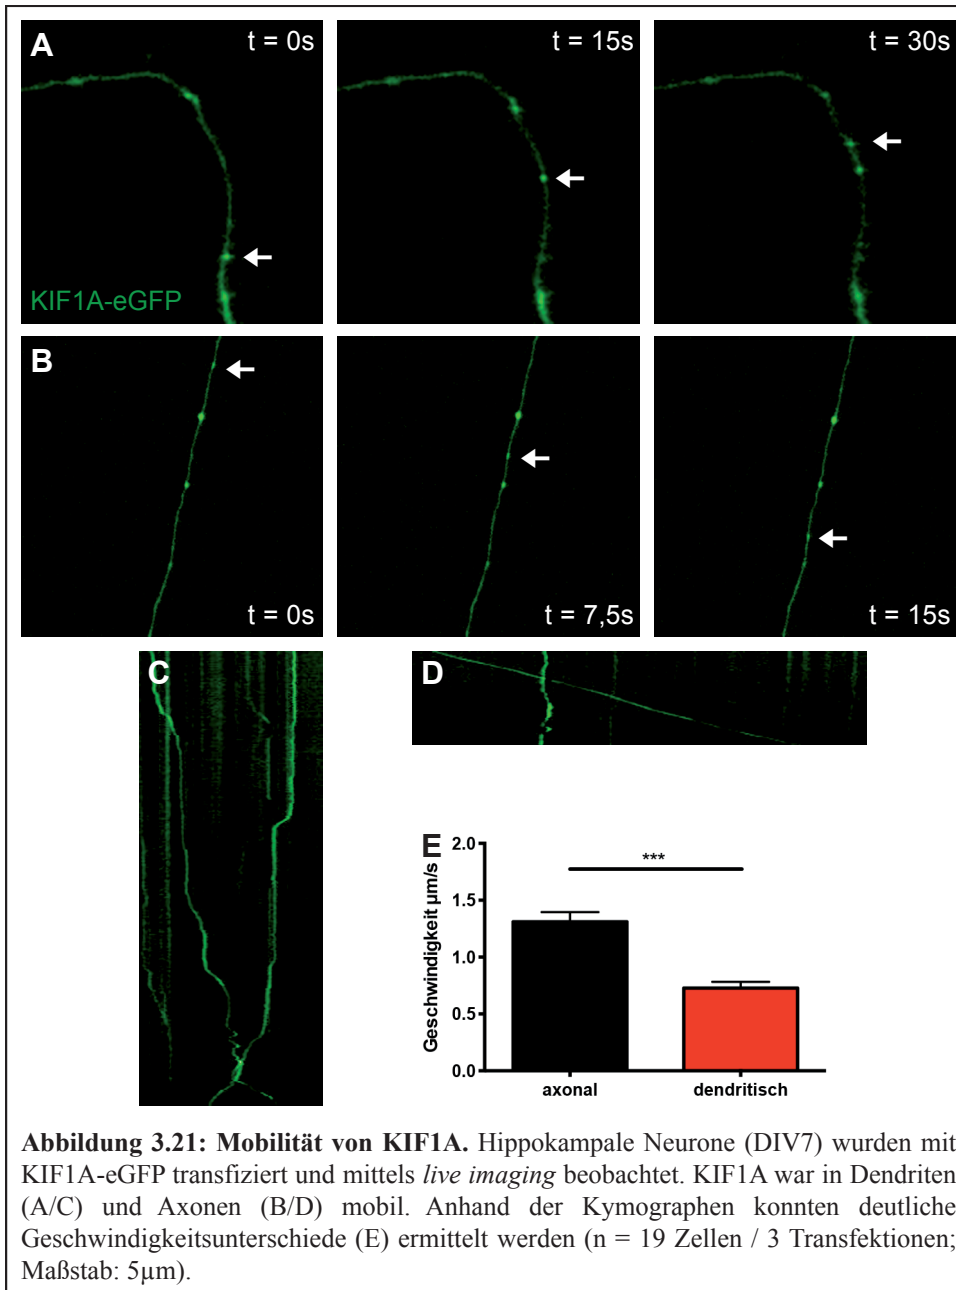 A
t = 0s
t = 15s
t = 30s
KIF1A-eGFP
B
t = 0s
t = 7,5s
t = 15s
C
D
E
Geschwindigkeit µm/s
2.0
1.5
1.0
0.5
0.0
***
axonal
dendritisch
Abbildung 3.21: Mobilität von KIF1A. Hippokampale Neurone (DIV7) wurden mit
KIF1A-eGFP transfiziert und mittels live imaging beobachtet. KIF1A war in Dendriten
(A/C) und Axonen (B/D) mobil. Anhand der Kymographen konnten deutliche
Geschwindigkeitsunterschiede (E) ermittelt werden (n = 19 Zellen / 3 Transfektionen;
Maßstab: 5µm).